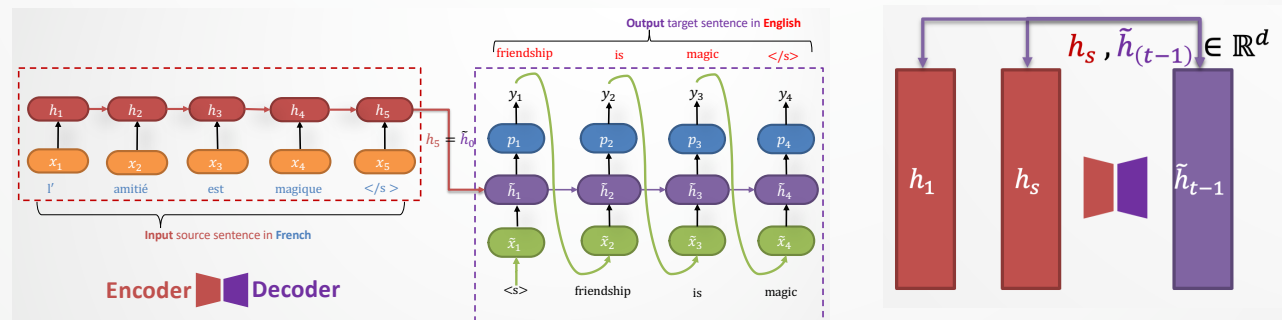 Output target sentence in English
friendship is magic </s>
y₁ y₂ y₃ y₄
p₁ p₂ p₃ p₄
h₁ h₂ h₃ h₄ h₅
h₅ = h̃₀
x₁ x₂ x₃ x₄ x₅
h̃₁ h̃₂ h̃₃ h̃₄
l' amitié est magique </s >
Input source sentence in French
x̃₁ x̃₂ x̃₃ x̃₄
Encoder Decoder
<s> friendship is magic
hₛ , h̃₍ₜ₋₁₎ ∈ ℝᵈ
h₁ hₛ h̃ₜ₋₁